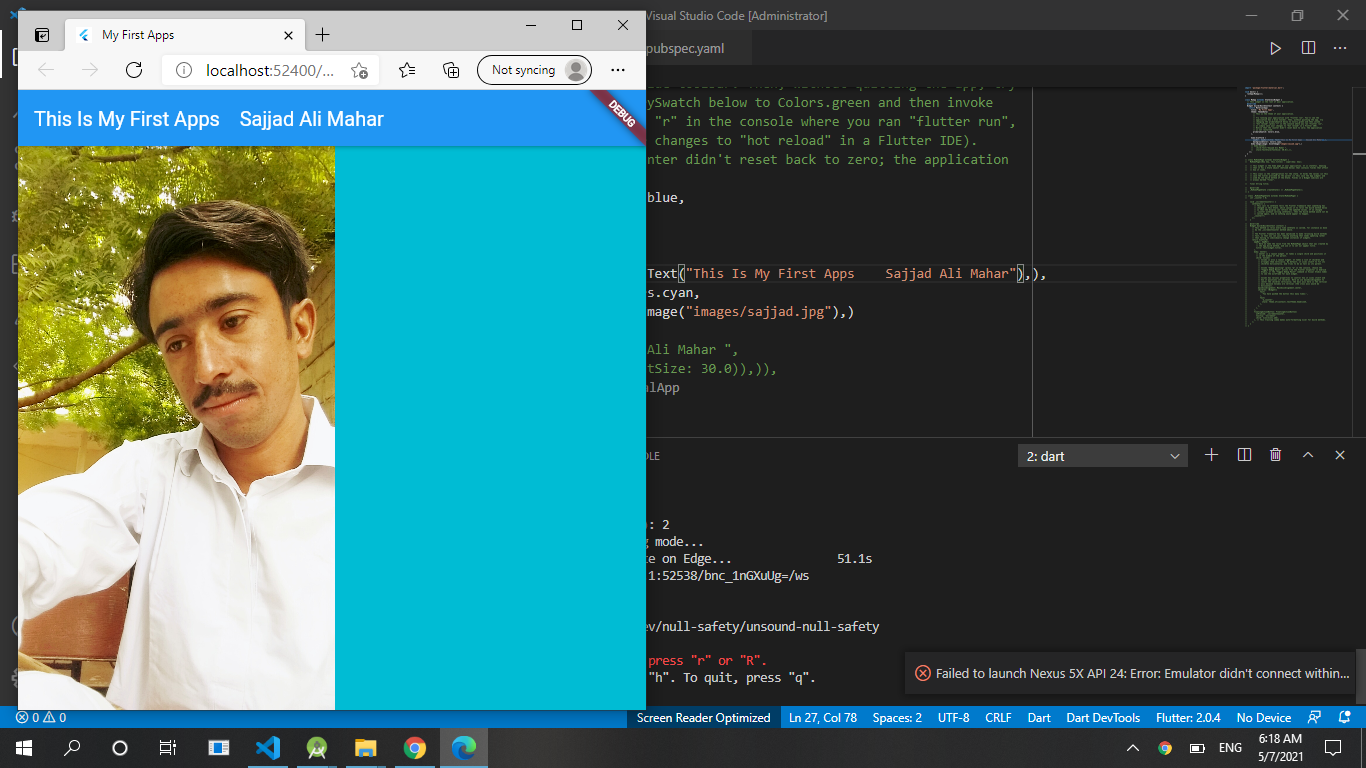 Visual Studio Code [Administrator]
My First Apps
pubspec.yaml
localhost:52400/...
Not syncing
This Is My First Apps Sajjad Ali Mahar
DEBUG
ySwatch below to Colors.green and then invoke
"r" in the console where you ran "flutter run",
changes to "hot reload" in a Flutter IDE).
nter didn't reset back to zero; the application
blue,
Text("This Is My First Apps    Sajjad Ali Mahar"),),
s.cyan,
mage("images/sajjad.jpg"),)
Ali Mahar ",
tSize: 30.0)),)),
alApp
OLE
2: dart
: 2
g mode...
te on Edge... 51.1s
1:52538/bnc_1nGXuUg=/ws
ev/null-safety/unsound-null-safety
press "r" or "R".
"h". To quit, press "q".
Failed to launch Nexus 5X API 24: Error: Emulator didn't connect within...
0 0
Screen Reader Optimized
Ln 27, Col 78
Spaces: 2
UTF-8
CRLF
Dart
Dart DevTools
Flutter: 2.0.4
No Device
ENG
6:18 AM
5/7/2021